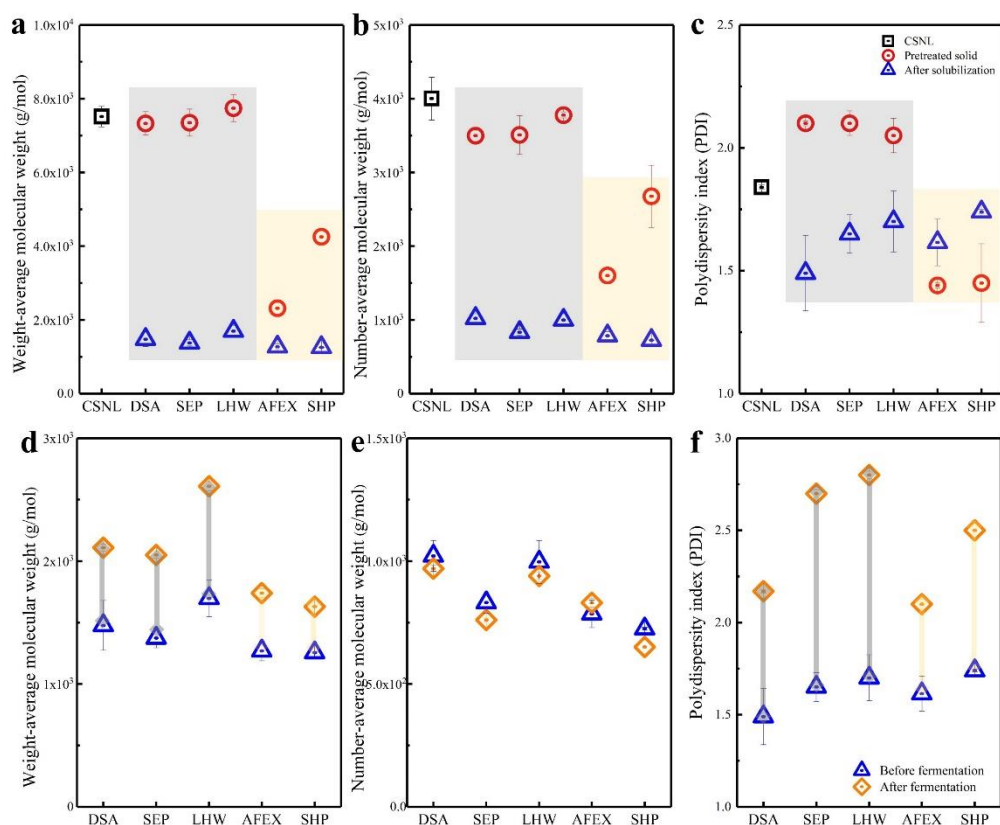 a
Weight-average molecular weight (g/mol)
1.0x10⁴
8.0x10³
6.0x10³
4.0x10³
2.0x10³
0.0
CSNL DSA SEP LHW AFEX SHP
b
Number-average molecular weight (g/mol)
5x10³
4x10³
3x10³
2x10³
1x10³
0
CSNL DSA SEP LHW AFEX SHP
c
Polydispersity index (PDI)
2.5
2.0
1.5
1.0
CSNL
Pretreated solid
After solubilization
CSNL DSA SEP LHW AFEX SHP
d
Weight-average molecular weight (g/mol)
3x10³
2x10³
1x10³
0
DSA SEP LHW AFEX SHP
e
Number-average molecular weight (g/mol)
1.5x10³
1.0x10³
5.0x10²
0.0
DSA SEP LHW AFEX SHP
f
Polydispersity index (PDI)
3.0
2.5
2.0
1.5
1.0
Before fermentation
After fermentation
DSA SEP LHW AFEX SHP